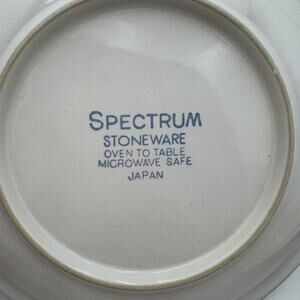 SPECTRUM
STONEWARE
OVEN TO TABLE
MICROWAVE SAFE
JAPAN